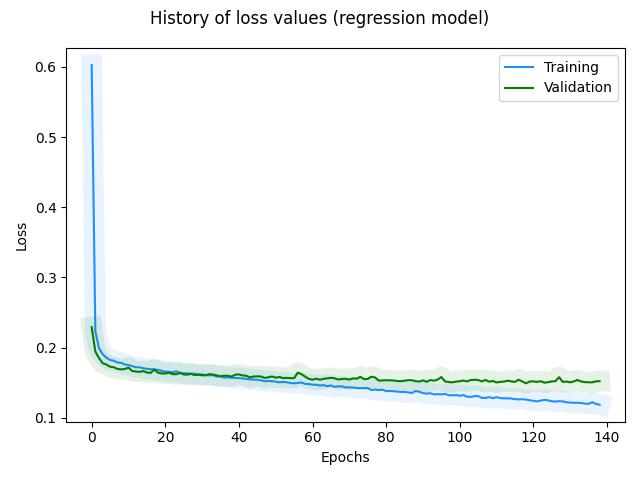 History of loss values (regression model)
Training
Validation
Loss
0.6
0.5
0.4
0.3
0.2
0.1
0 20 40 60 80 100 120 140
Epochs